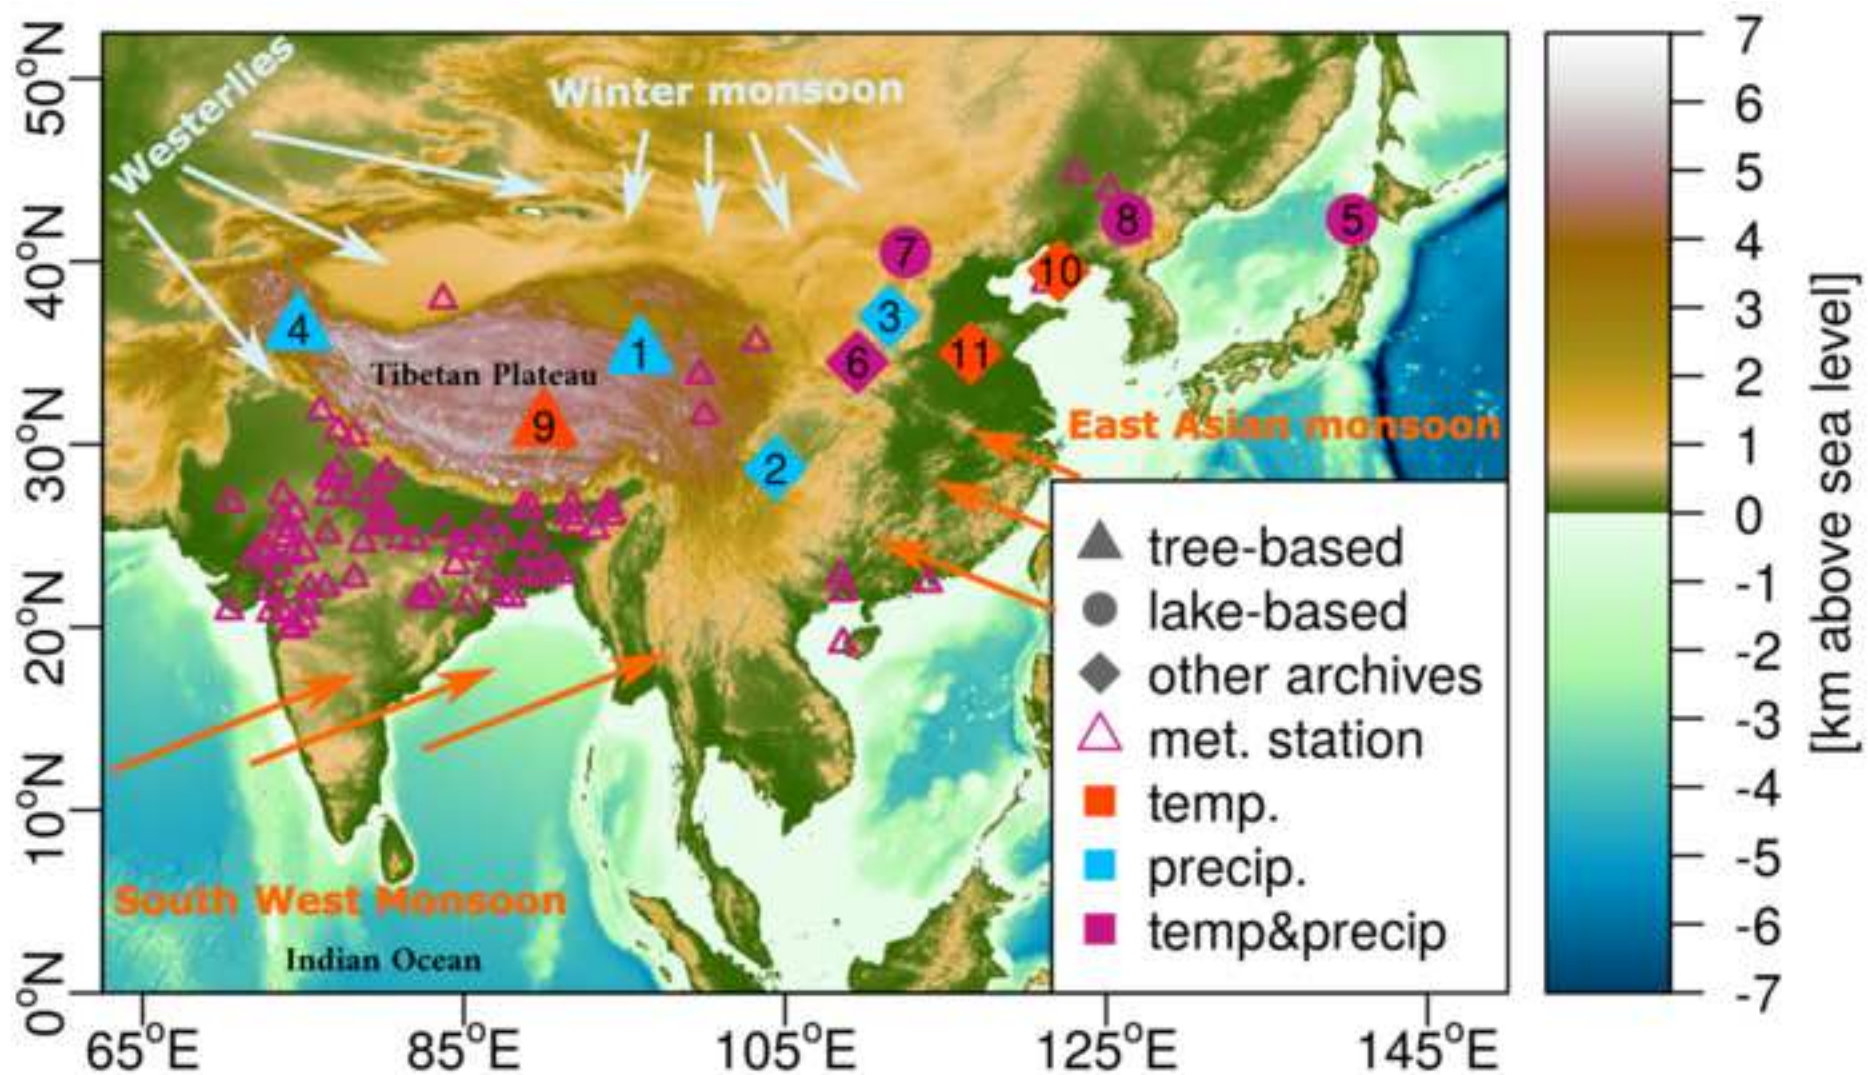 Westerlies
Winter monsoon
50°N
40°N
30°N
20°N
10°N
0°N
8
5
7
10
3
4
1
6
11
Tibetan Plateau
9
East Asian monsoon
2
South West Monsoon
Indian Ocean
tree-based
lake-based
other archives
met. station
temp.
precip.
temp&precip
65°E
85°E
105°E
125°E
145°E
7
6
5
4
3
2
1
0
-1
-2
-3
-4
-5
-6
-7
[km above sea level]